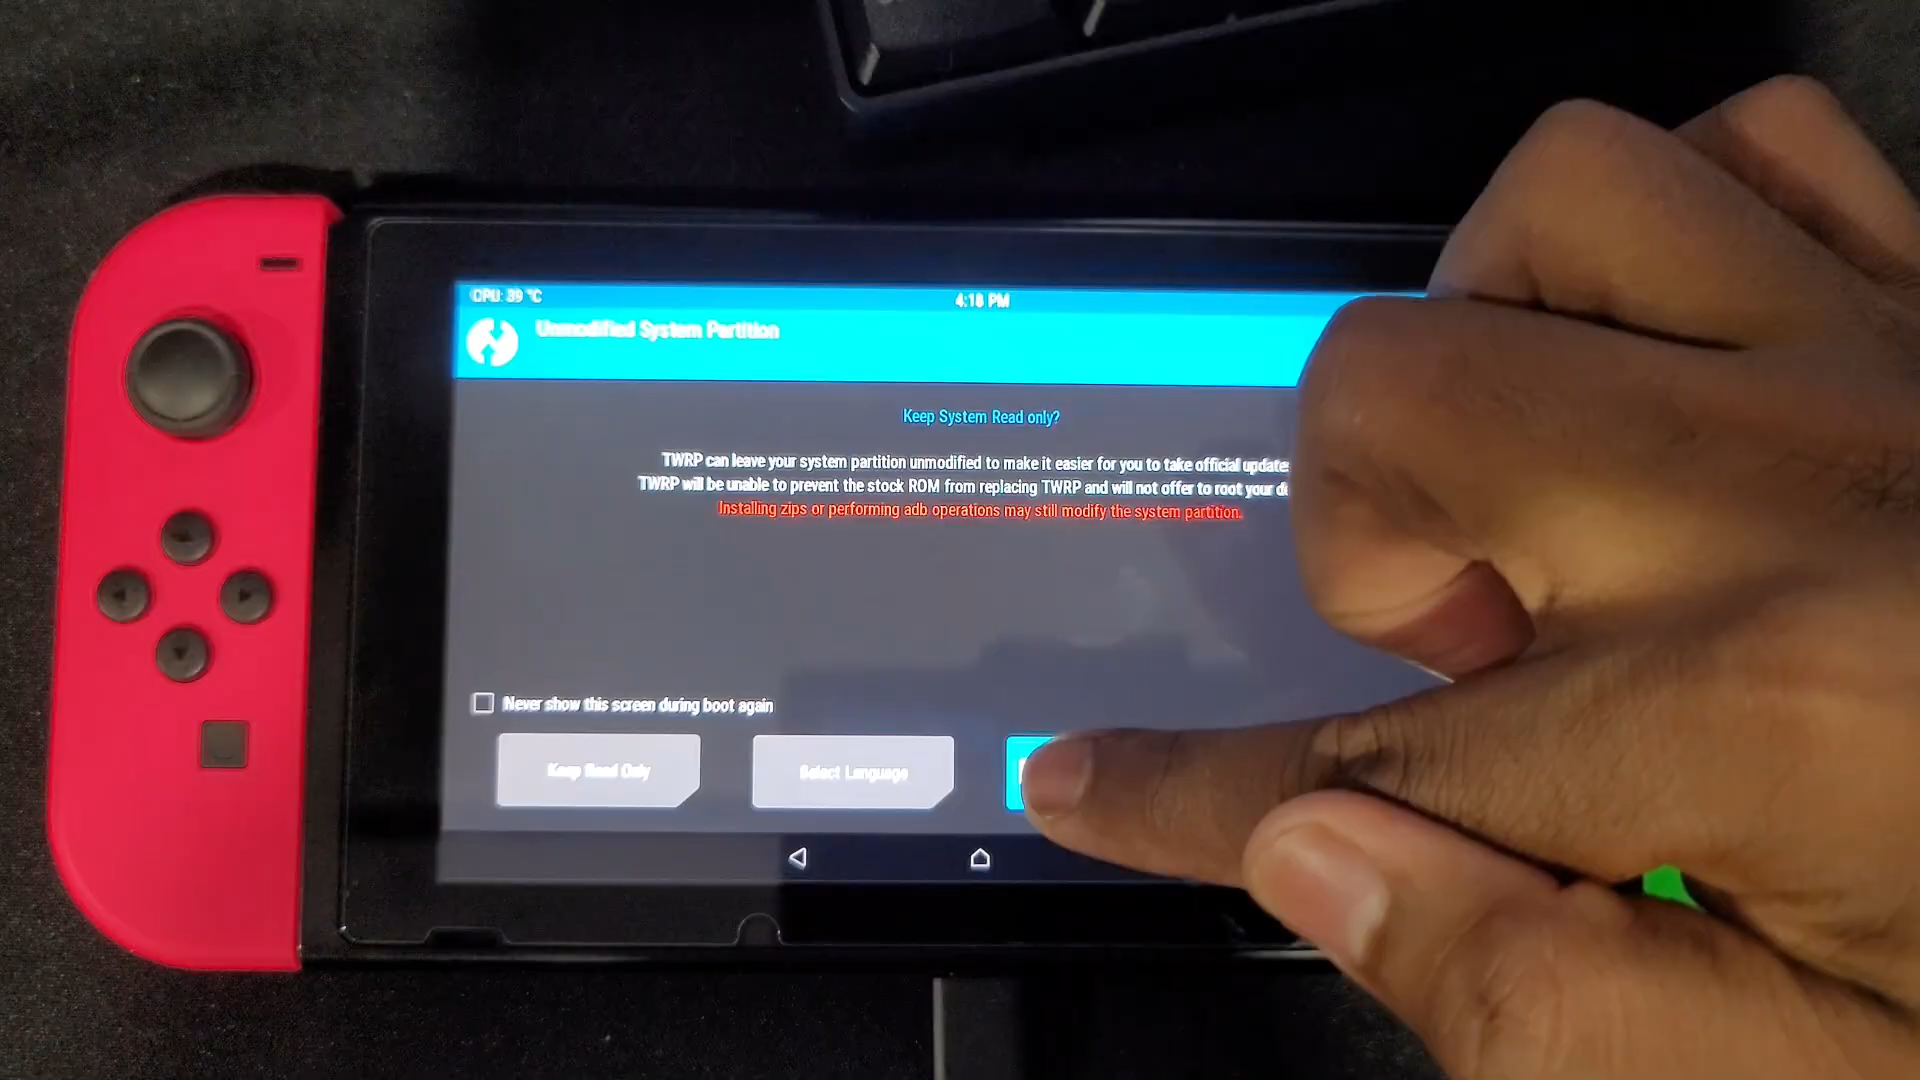 CPU: 39 °C
4:18 PM
Unmodified System Partition
Keep System Read only?
TWRP can leave your system partition unmodified to make it easier for you to take official
TWRP will be unable to prevent the stock ROM from replacing TWRP and will not offer to root your
Installing zips or performing adb operations may still modify the system partition.
Never show this screen during boot again
Keep Read Only
Select Language